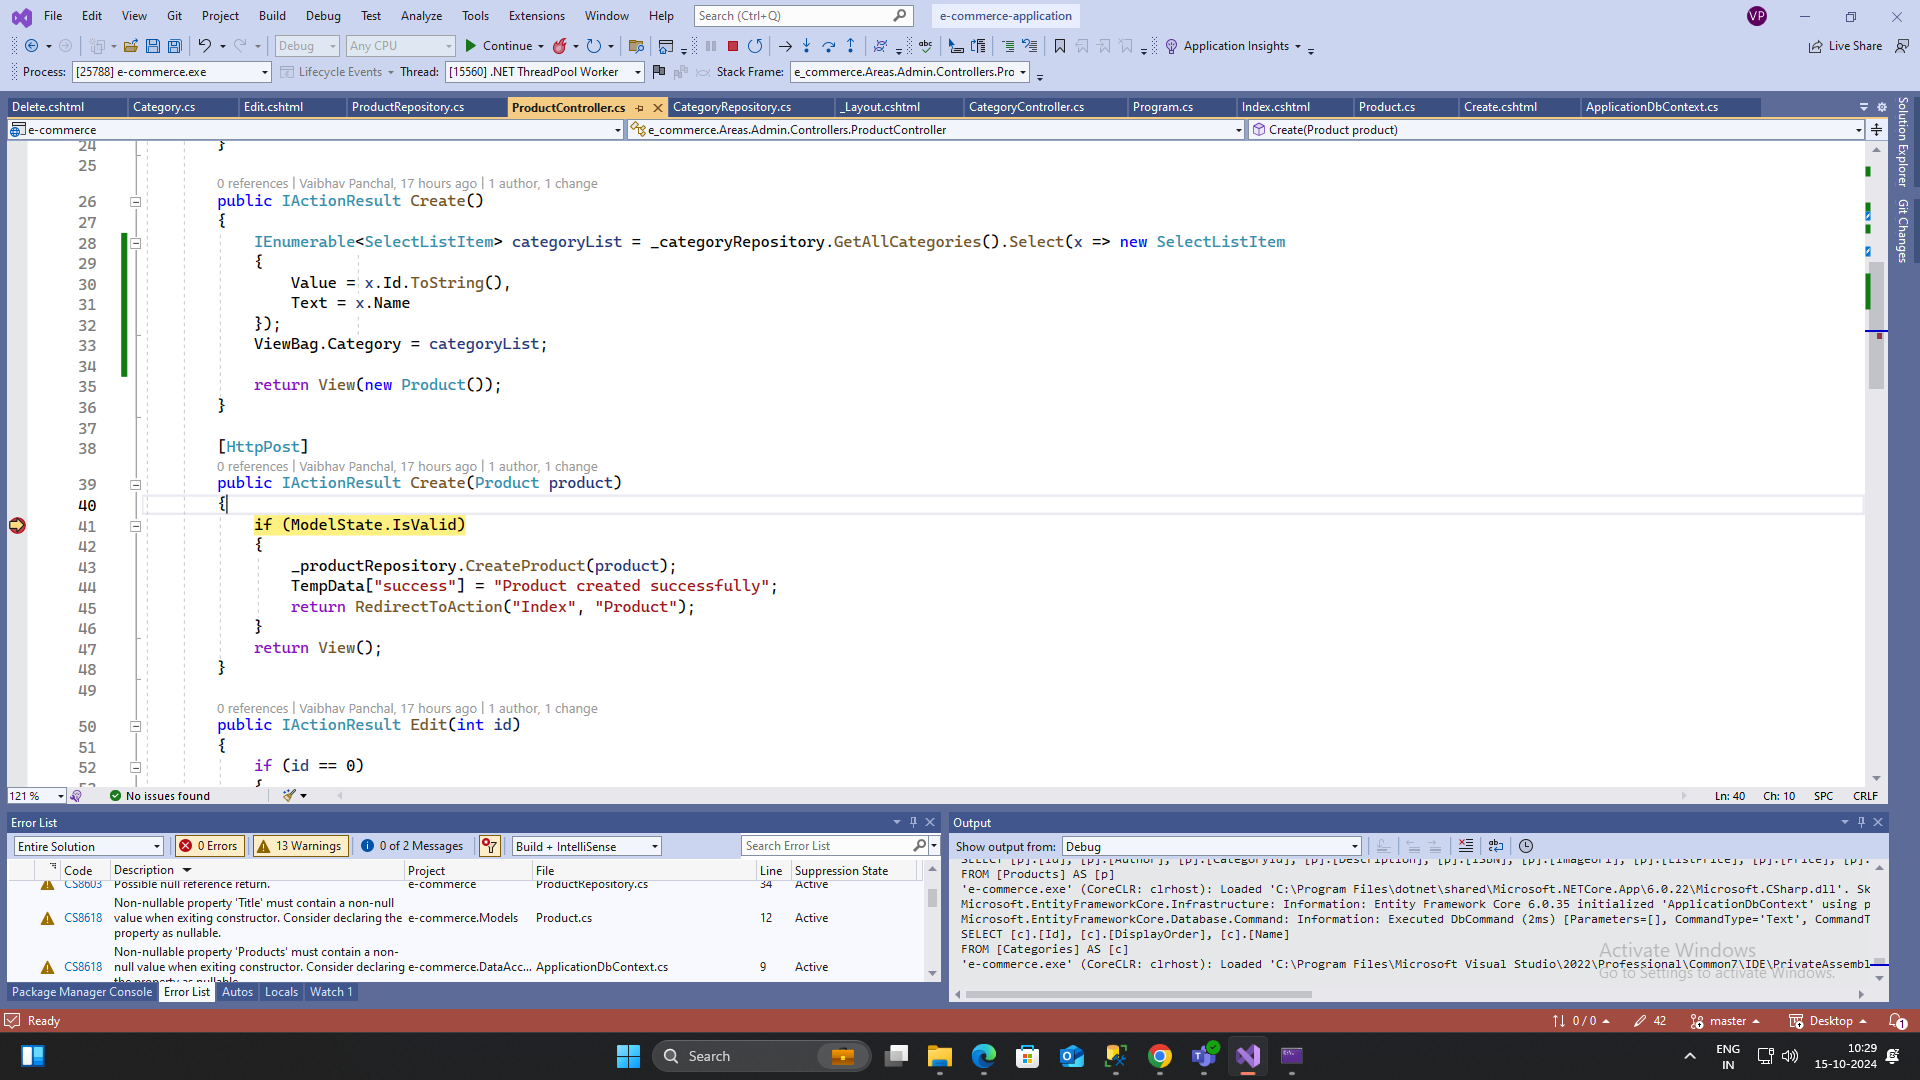 File Edit View Git Project Build Debug Test Analyze Tools Extensions Window Help Search (Ctrl+Q) e-commerce-application VP
Debug Any CPU Continue Application Insights Live Share
Process: [25788] e-commerce.exe Lifecycle Events Thread: [15560] .NET ThreadPool Worker Stack Frame: e_commerce.Areas.Admin.Controllers.Pro
Delete.cshtml Category.cs Edit.cshtml ProductRepository.cs ProductController.cs CategoryRepository.cs _Layout.cshtml CategoryController.cs Program.cs Index.cshtml Product.cs Create.cshtml ApplicationDbContext.cs
e-commerce e_commerce.Areas.Admin.Controllers.ProductController Create(Product product)
Solution Explorer
Git Changes
24 }
25
0 references | Vaibhav Panchal, 17 hours ago | 1 author, 1 change
26 public IActionResult Create()
27 {
28 IEnumerable<SelectListItem> categoryList = _categoryRepository.GetAllCategories().Select(x => new SelectListItem
29 {
30 Value = x.Id.ToString(),
31 Text = x.Name
32 });
33 ViewBag.Category = categoryList;
34
35 return View(new Product());
36 }
37
38 [HttpPost]
0 references | Vaibhav Panchal, 17 hours ago | 1 author, 1 change
39 public IActionResult Create(Product product)
40 {
41 if (ModelState.IsValid)
42 {
43 _productRepository.CreateProduct(product);
44 TempData["success"] = "Product created successfully";
45 return RedirectToAction("Index", "Product");
46 }
47 return View();
48 }
49
0 references | Vaibhav Panchal, 17 hours ago | 1 author, 1 change
50 public IActionResult Edit(int id)
51 {
52 if (id == 0)
53 {
121 % No issues found Ln: 40 Ch: 10 SPC CRLF
Error List
Entire Solution 0 Errors 13 Warnings 0 of 2 Messages Build + IntelliSense Search Error List
Code Description Project File Line Suppression State
CS8603 Possible null reference return. e-commerce ProductRepository.cs 34 Active
Non-nullable property 'Title' must contain a non-null
CS8618 value when exiting constructor. Consider declaring the e-commerce.Models Product.cs 12 Active
property as nullable.
Non-nullable property 'Products' must contain a non-
CS8618 null value when exiting constructor. Consider declaring e-commerce.DataAcc... ApplicationDbContext.cs 9 Active
the property as nullable.
Package Manager Console Error List Autos Locals Watch 1
Output
Show output from: Debug
SELECT [p].[Id], [p].[Author], [p].[CategoryId], [p].[Description], [p].[ISBN], [p].[ImageUrl], [p].[ListPrice], [p].[Price], [p].
FROM [Products] AS [p]
'e-commerce.exe' (CoreCLR: clrhost): Loaded 'C:\Program Files\dotnet\shared\Microsoft.NETCore.App\6.0.22\Microsoft.CSharp.dll'. Sk
Microsoft.EntityFrameworkCore.Infrastructure: Information: Entity Framework Core 6.0.35 initialized 'ApplicationDbContext' using p
Microsoft.EntityFrameworkCore.Database.Command: Information: Executed DbCommand (2ms) [Parameters=[], CommandType='Text', CommandT
SELECT [c].[Id], [c].[DisplayOrder], [c].[Name]
FROM [Categories] AS [c]
'e-commerce.exe' (CoreCLR: clrhost): Loaded 'C:\Program Files\Microsoft Visual Studio\2022\Professional\Common7\IDE\PrivateAssembl
Activate Windows
Go to Settings to activate Windows.
Ready 0 / 0 42 master Desktop 1
Search ENG IN 10:29 15-10-2024